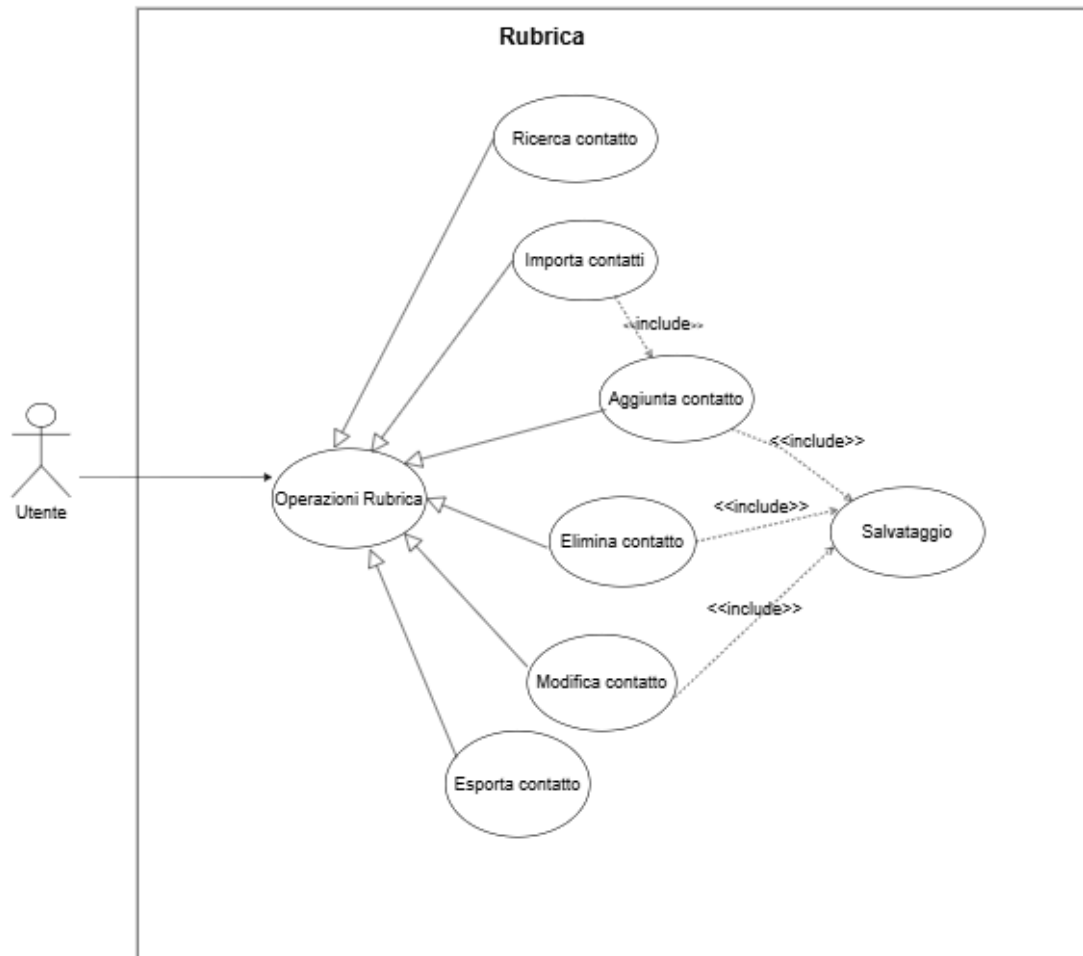 Rubrica
Ricerca contatto
Importa contatti
<<include>>
Aggiunta contatto
<<include>>
Operazioni Rubrica
Utente
<<include>>
Elimina contatto
Salvataggio
<<include>>
Modifica contatto
Esporta contatto